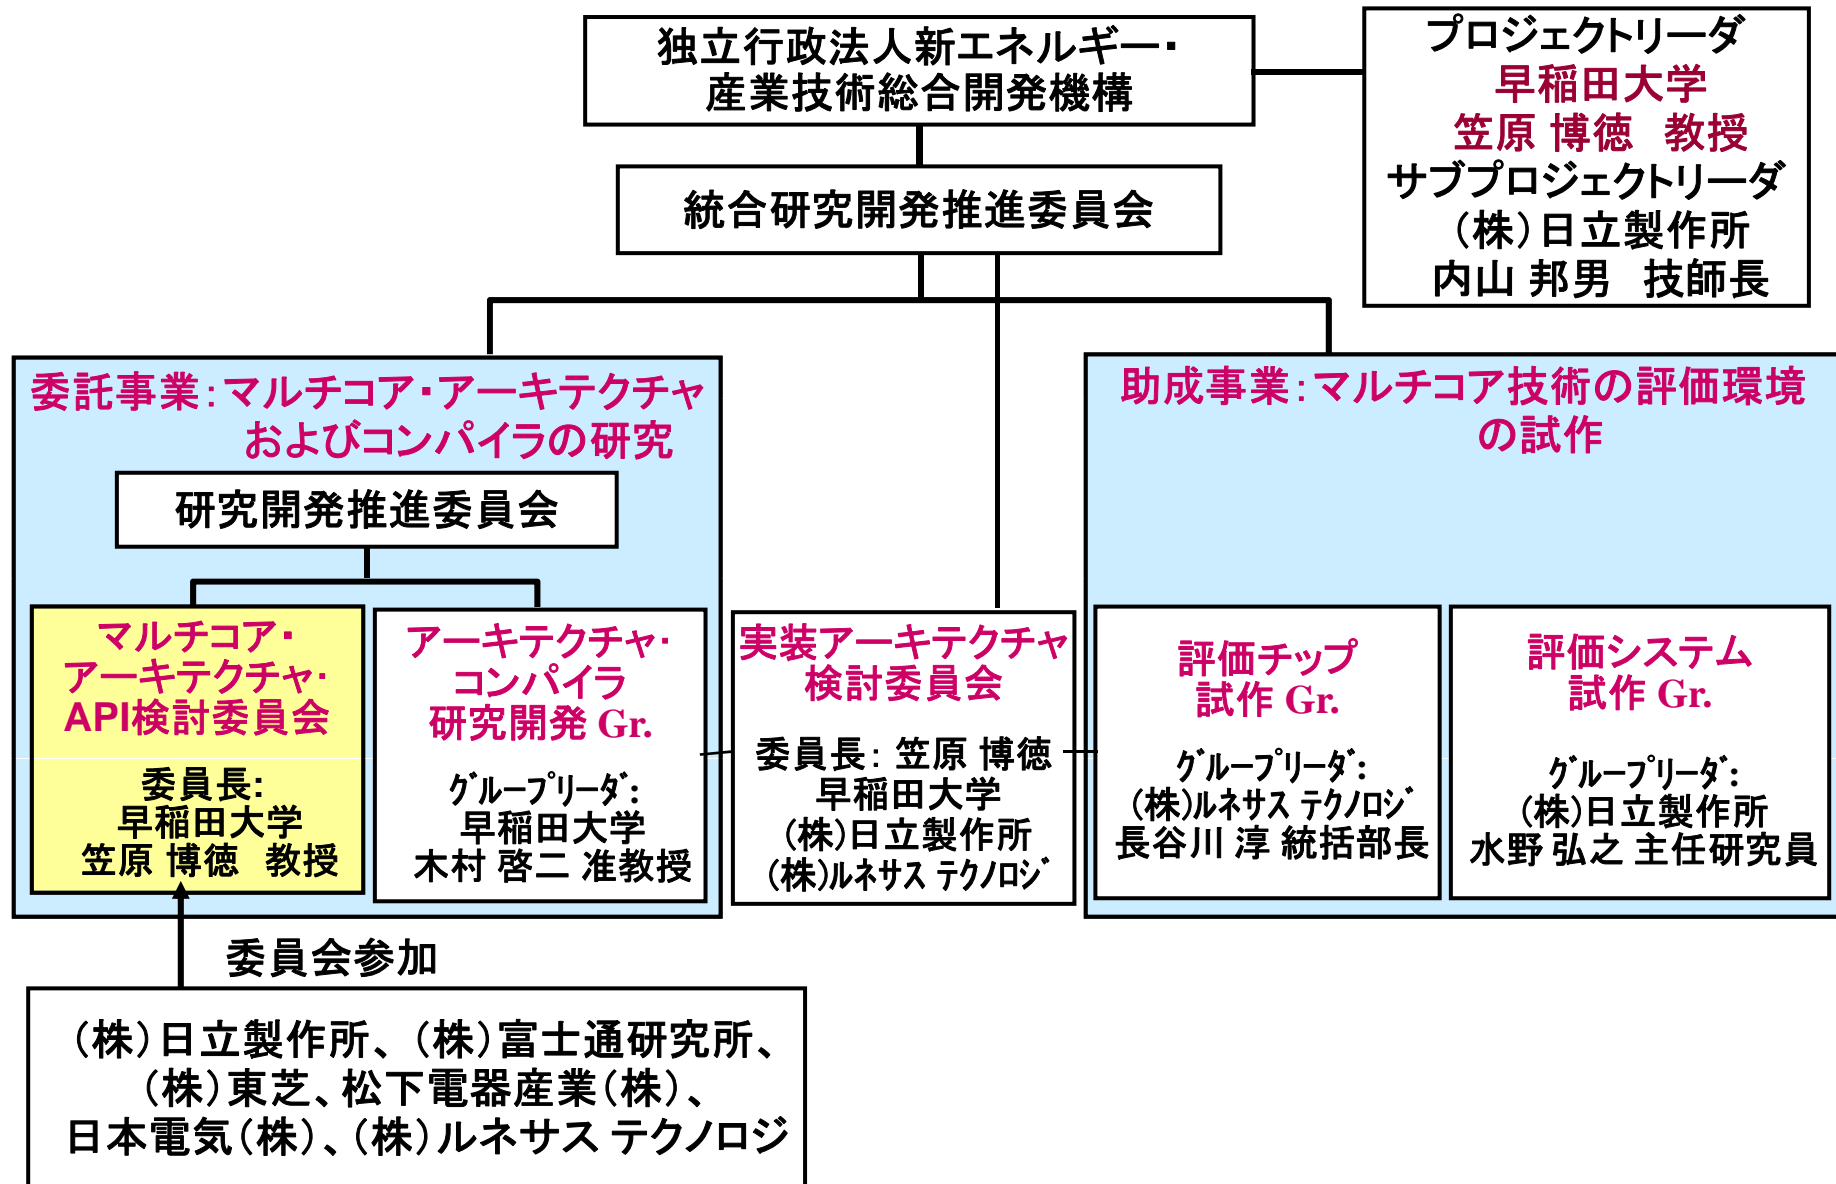 独立行政法人新エネルギー・
産業技術総合開発機構
プロジェクトリーダ
早稲田大学
笠原 博徳　教授
サブプロジェクトリーダ
（株）日立製作所
内山 邦男　技師長
統合研究開発推進委員会
委託事業：マルチコア・アーキテクチャ
およびコンパイラの研究
研究開発推進委員会
マルチコア・
アーキテクチャ・
API検討委員会
委員長：
早稲田大学
笠原 博徳　教授
アーキテクチャ・
コンパイラ
研究開発 Gr.
ｸﾞﾙｰﾌﾟﾘｰﾀﾞ：
早稲田大学
木村 啓二 准教授
実装アーキテクチャ
検討委員会
委員長： 笠原 博徳
早稲田大学
（株）日立製作所
（株）ﾙﾈｻｽ ﾃｸﾉﾛｼﾞ
助成事業：マルチコア技術の評価環境
の試作
評価チップ
試作 Gr.
ｸﾞﾙｰﾌﾟﾘｰﾀﾞ：
（株）ﾙﾈｻｽ ﾃｸﾉﾛｼﾞ
長谷川 淳 統括部長
評価システム
試作 Gr.
ｸﾞﾙｰﾌﾟﾘｰﾀﾞ：
（株）日立製作所
水野 弘之 主任研究員
委員会参加
（株）日立製作所、（株）富士通研究所、
（株）東芝、松下電器産業（株）、
日本電気（株）、（株）ルネサス テクノロジ